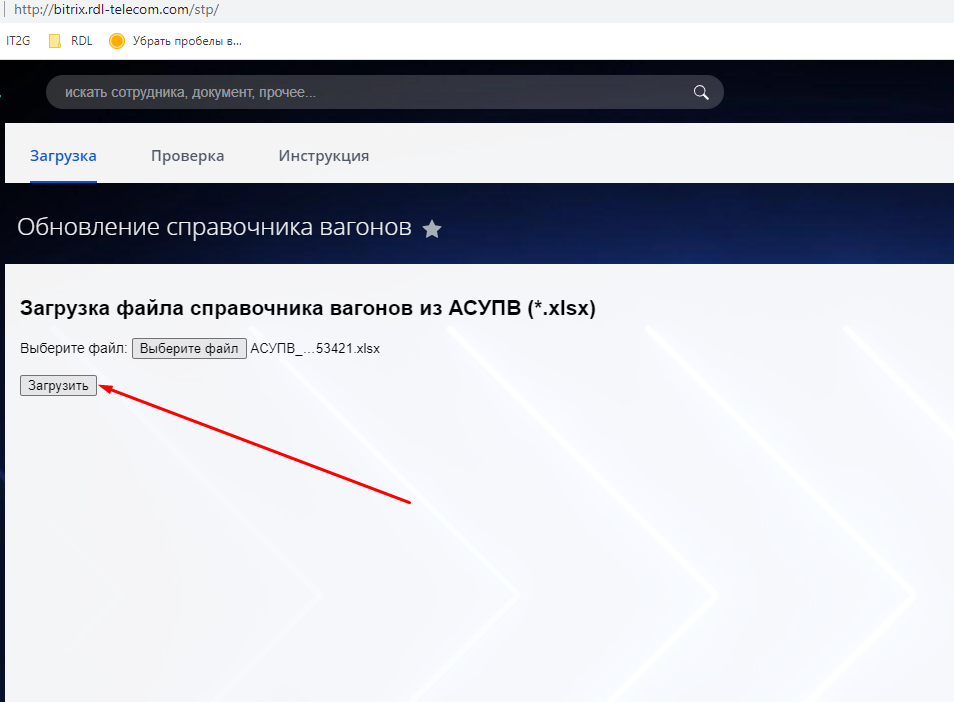 http://bitrix.rdl-telecom.com/stp/
IT2G RDL Убрать пробелы в...
искать сотрудника, документ, прочее...
Загрузка Проверка Инструкция
Обновление справочника вагонов
Загрузка файла справочника вагонов из АСУПВ (*.xlsx)
Выберите файл: Выберите файл АСУПВ_...53421.xlsx
Загрузить